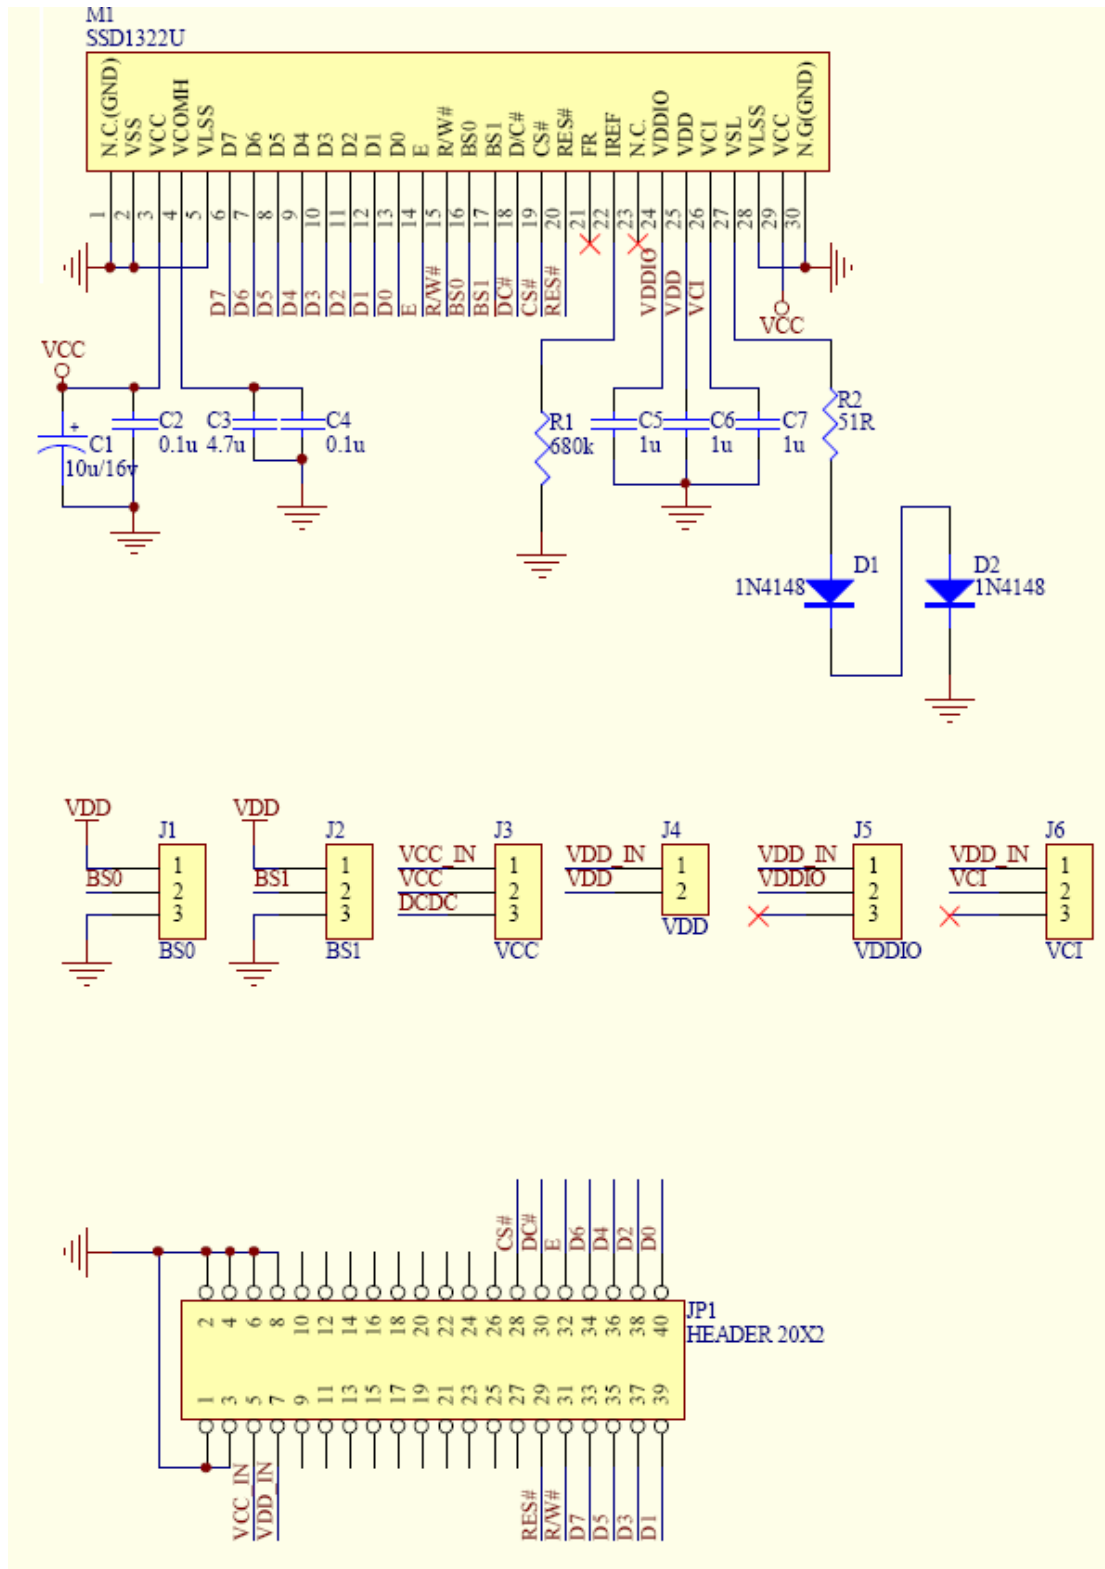 M1
SSD1322U
N.C.(GND)
VSS
VCC
VCOMH
VLSS
D7
D6
D5
D4
D3
D2
D1
D0
E
R/W#
BS0
BS1
D/C#
CS#
RES#
FR
IREF
N.C.
VDDIO
VDD
VCI
VSL
VLSS
VCC
N.G(GND)
1
2
3
4
5
6
7
8
9
10
11
12
13
14
15
16
17
18
19
20
21
22
23
24
25
26
27
28
29
30
D7
D6
D5
D4
D3
D2
D1
D0
E
R/W#
BS0
BS1
DC#
CS#
RES#
VDDIO
VDD
VCI
VCC
VCC
C1
10u/16v
+
C2
0.1u
C3
4.7u
C4
0.1u
R1
680k
C5
1u
C6
1u
C7
1u
R2
51R
D1
1N4148
D2
1N4148
VDD
J1
BS0
1
2
3
BS0
VDD
J2
BS1
1
2
3
BS1
J3
VCC_IN
VCC
DCDC
1
2
3
VCC
J4
VDD_IN
VDD
1
2
VDD
J5
VDD_IN
VDDIO
1
2
3
VDDIO
J6
VDD_IN
VCI
1
2
3
VCI
CS#
DC#
E
D6
D4
D2
D0
JP1
HEADER 20X2
2
4
6
8
10
12
14
16
18
20
22
24
26
28
30
32
34
36
38
40
1
3
5
7
9
11
13
15
17
19
21
23
25
27
29
31
33
35
37
39
VCC_IN
VDD_IN
RES#
R/W#
D7
D5
D3
D1